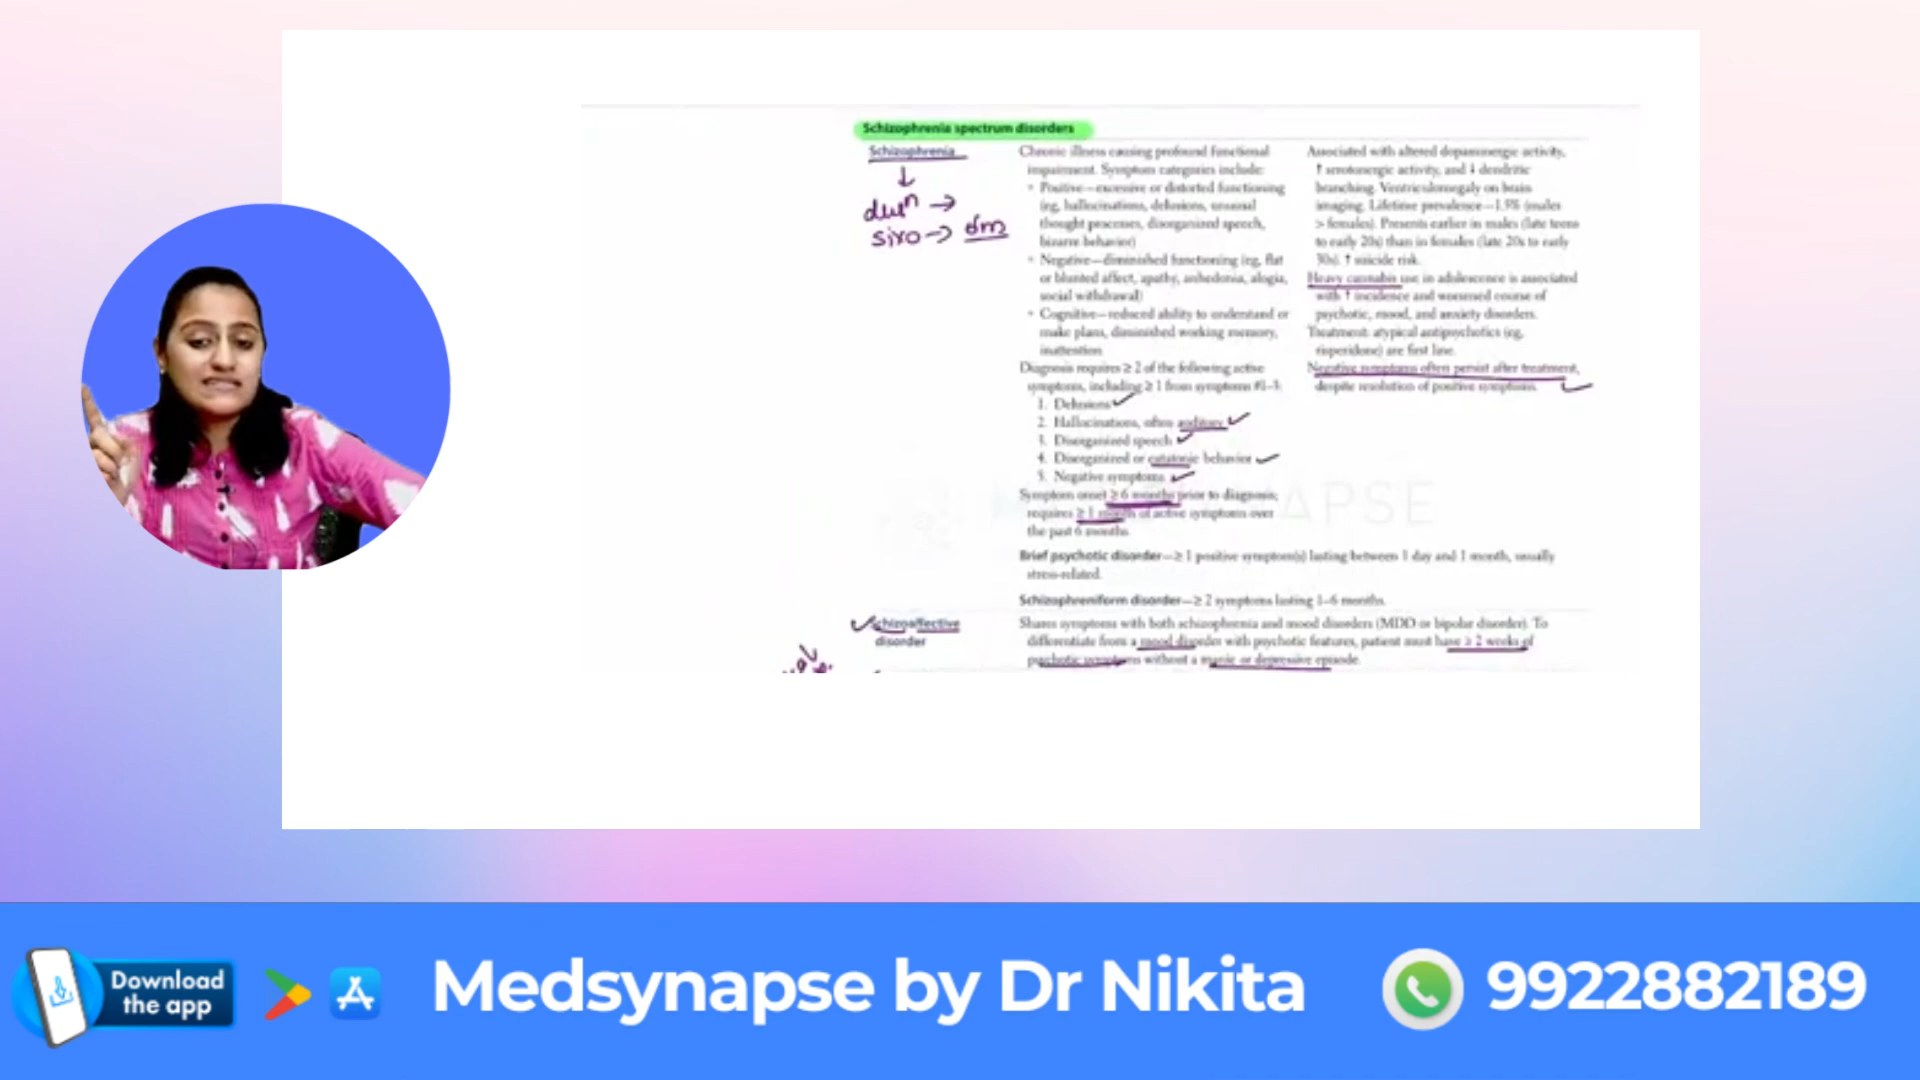 Schizophrenia spectrum disorders
Schizophrenia
Chronic illness causing profound functional
impairment. Symptom categories include:
• Positive—excessive or distorted functioning
(eg, hallucinations, delusions, unusual
thought processes, disorganized speech,
bizarre behavior)
• Negative—diminished functioning (eg, flat
or blunted affect, apathy, anhedonia, alogia,
social withdrawal)
• Cognitive—reduced ability to understand or
make plans, diminished working memory,
inattention
Diagnosis requires ≥ 2 of the following active
symptoms, including ≥ 1 from symptoms #1–3:
1. Delusions
2. Hallucinations, often auditory
3. Disorganized speech
4. Disorganized or catatonic behavior
5. Negative symptoms
Symptom onset ≥ 6 months prior to diagnosis;
requires ≥ 1 month of active symptoms over
the past 6 months.
Associated with altered dopaminergic activity,
↑ serotonergic activity, and ↓ dendritic
branching. Ventriculomegaly on brain
imaging. Lifetime prevalence—1.5% (males
> females). Presents earlier in males (late teens
to early 20s) than in females (late 20s to early
30s). ↑ suicide risk.
Heavy cannabis use in adolescence is associated
with ↑ incidence and worsened course of
psychotic, mood, and anxiety disorders.
Treatment: atypical antipsychotics (eg,
risperidone) are first line.
Negative symptoms often persist after treatment,
despite resolution of positive symptoms.
Brief psychotic disorder—≥ 1 positive symptom(s) lasting between 1 day and 1 month, usually
stress-related.
Schizophreniform disorder—≥ 2 symptoms lasting 1–6 months.
Schizoaffective
disorder
Shares symptoms with both schizophrenia and mood disorders (MDD or bipolar disorder). To
differentiate from a mood disorder with psychotic features, patient must have ≥ 2 weeks of
psychotic symptoms without a manic or depressive episode.
Download
the app
Medsynapse by Dr Nikita
9922882189